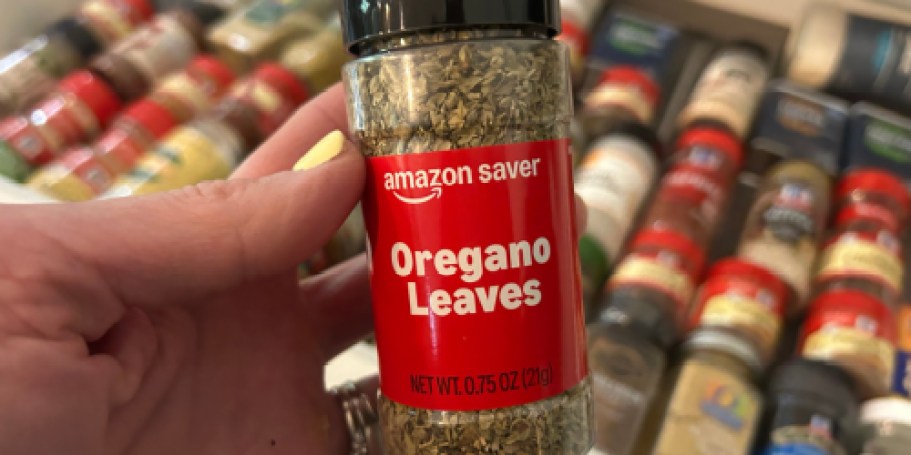 amazon saver
Oregano
Leaves
NET WT. 0.75 OZ (21g)